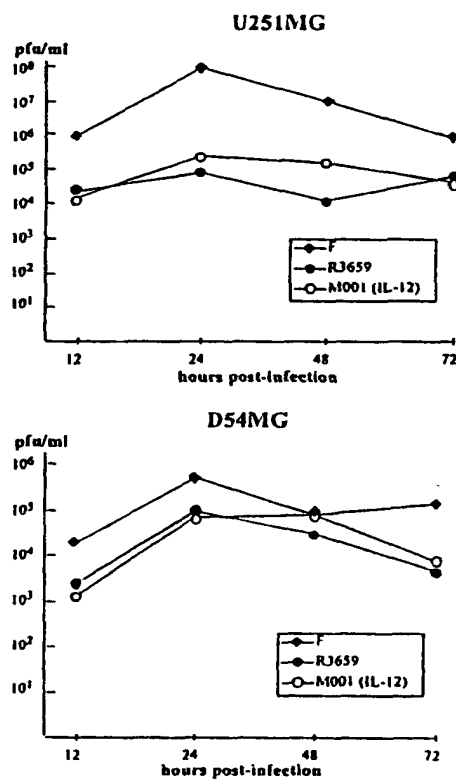 U251MG
pfu/ml
10⁸
10⁷
10⁶
10⁵
10⁴
10³
10²
10¹
F
R3659
M001 (IL-12)
12 24 48 72
hours post-infection
D54MG
pfu/ml
10⁶
10⁵
10⁴
10³
10²
10¹
F
R3659
M001 (IL-12)
12 24 48 72
hours post-infection